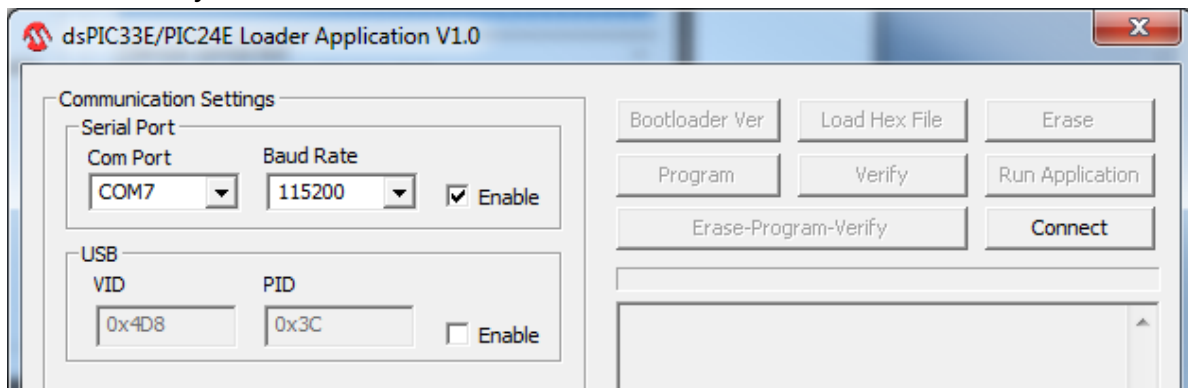 dsPIC33E/PIC24E Loader Application V1.0
Communication Settings
Serial Port
Com Port Baud Rate
COM7 115200 Enable
USB
VID PID
0x4D8 0x3C Enable
Bootloader Ver Load Hex File Erase
Program Verify Run Application
Erase-Program-Verify Connect